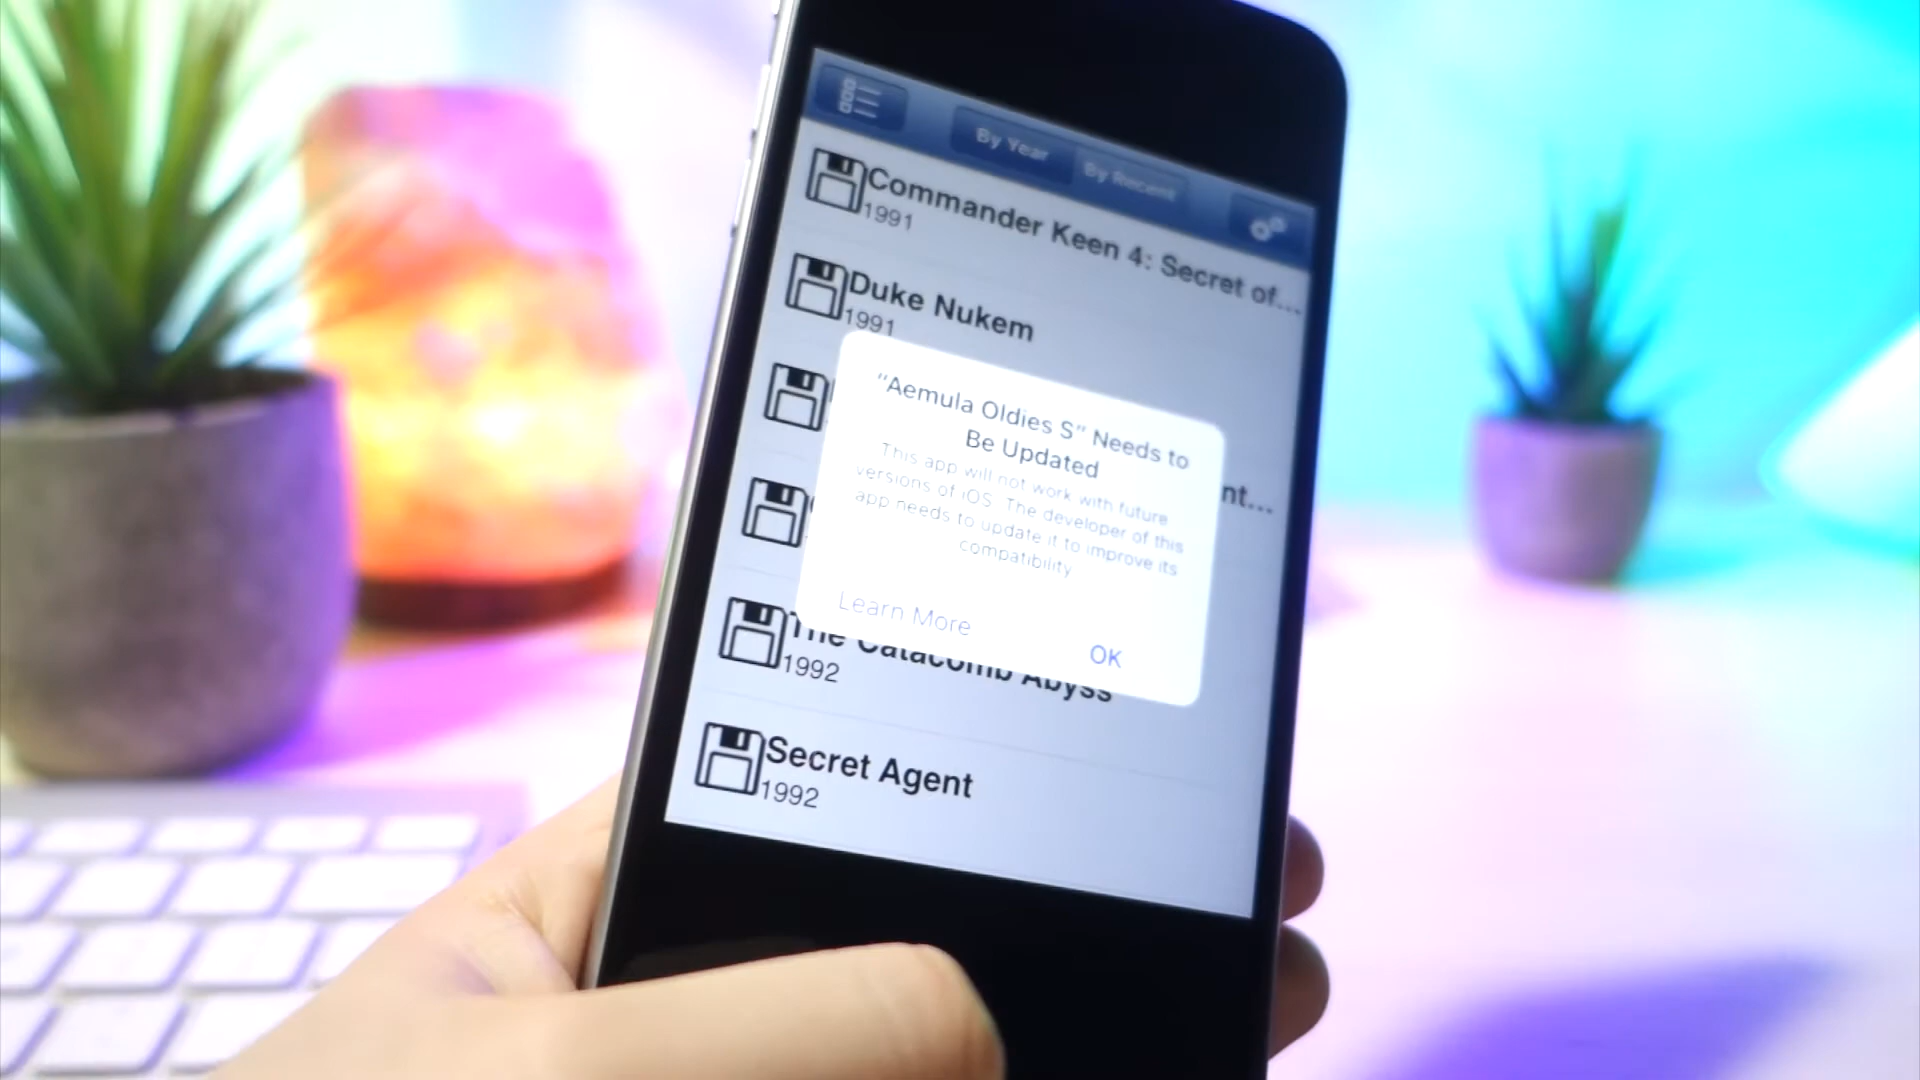 By Year
By Recent
Commander Keen 4: Secret of...
1991
Duke Nukem
1991
"Aemula Oldies S" Needs to
Be Updated
This app will not work with future
versions of iOS. The developer of this
app needs to update it to improve its
compatibility.
Learn More
OK
nt...
The Catacomb Abyss
1992
Secret Agent
1992